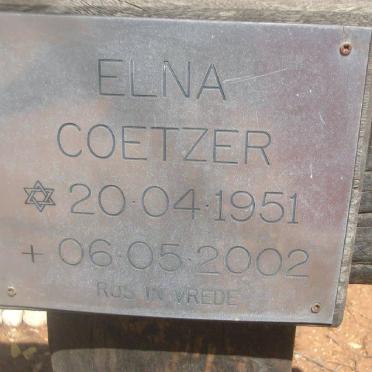 ELNA
COETZER
✡ 20·04·1951
+ 06·05·2002
RUS IN VREDE